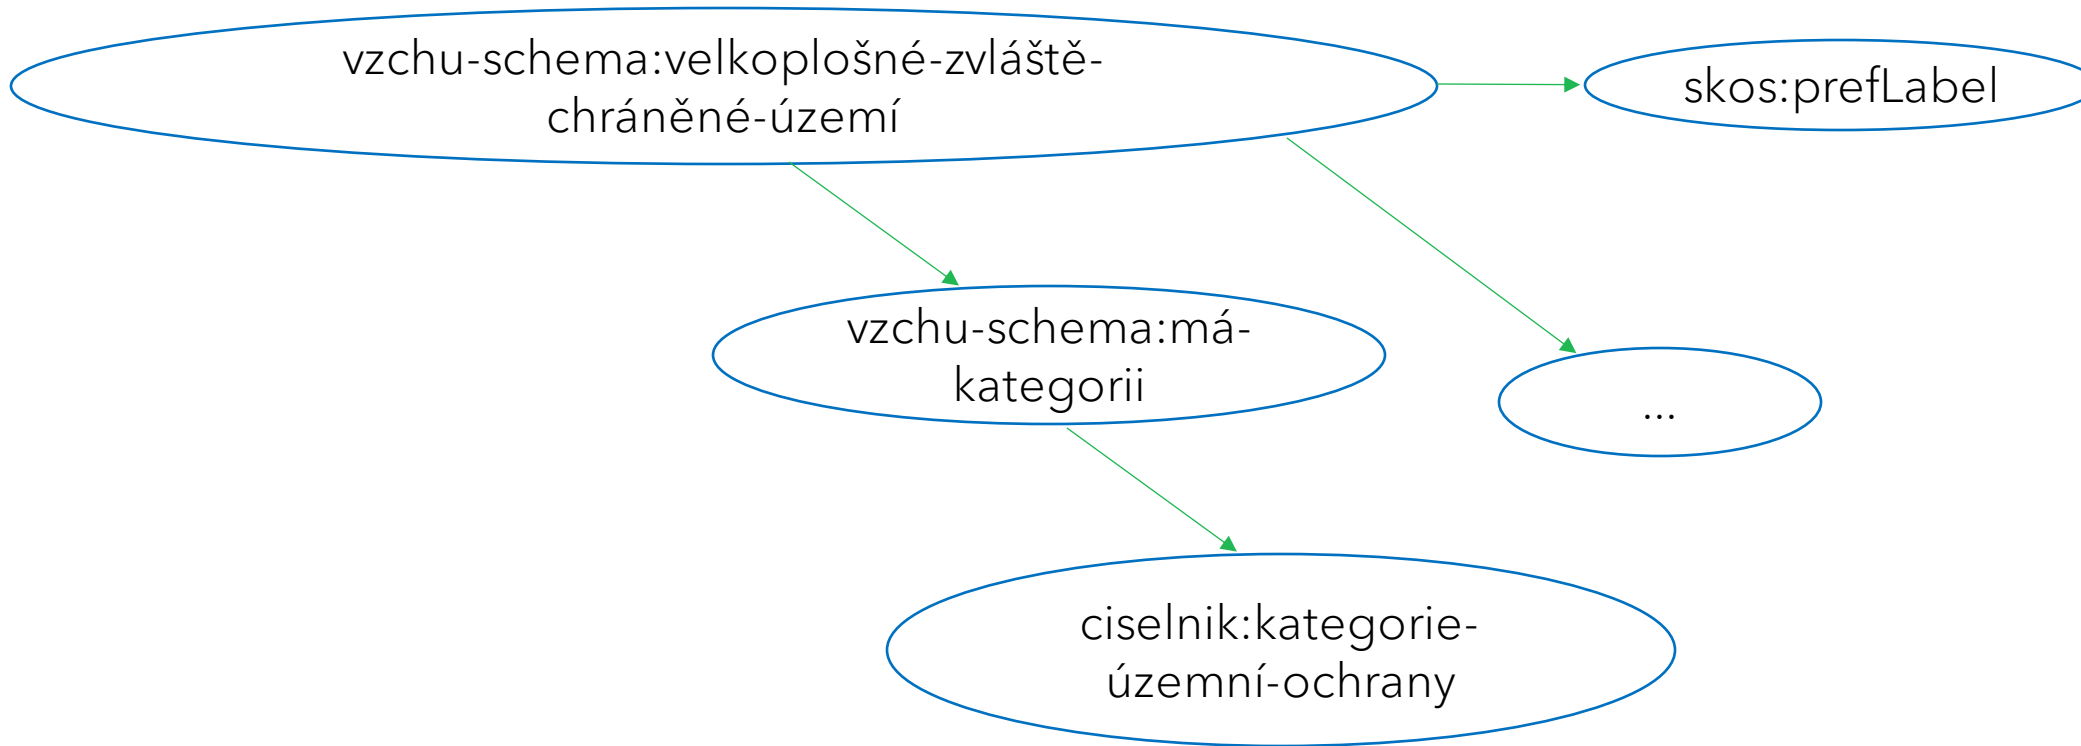 vzchu-schema:velkoplošné-zvláště-
chráněné-území
skos:prefLabel
vzchu-schema:má-
kategorii
...
ciselnik:kategorie-
územní-ochrany